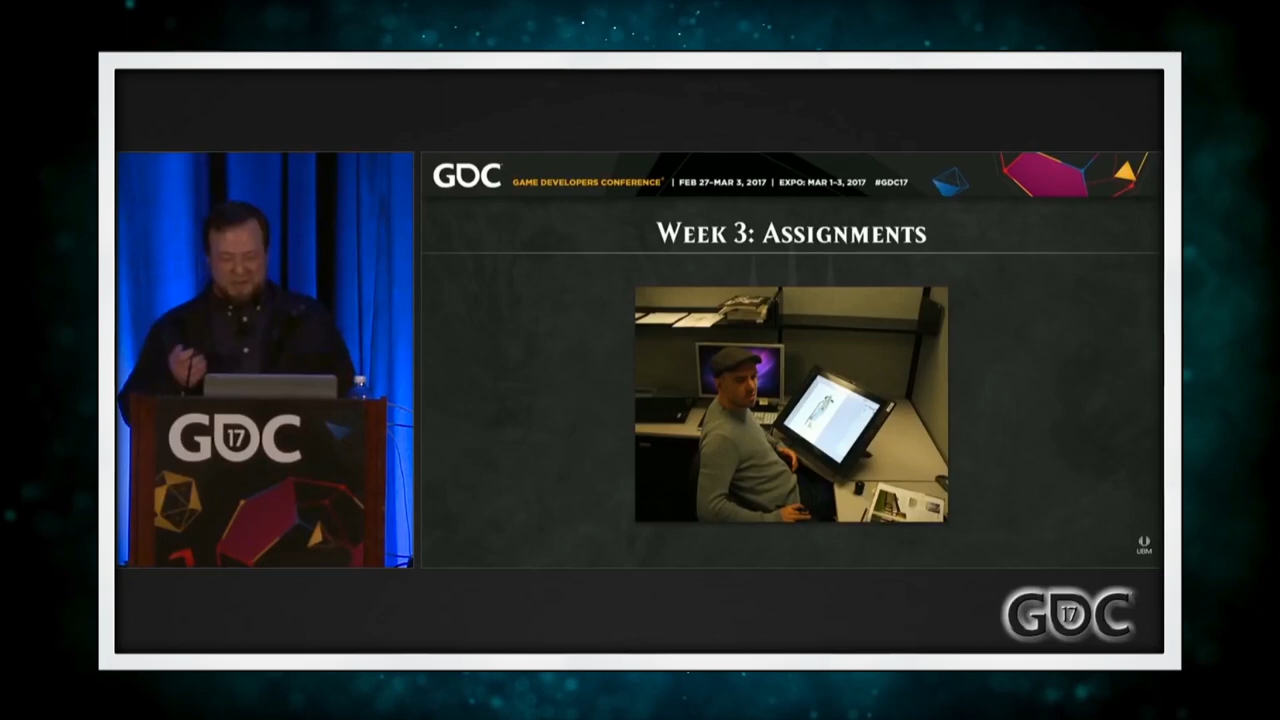 GDC
GAME DEVELOPERS CONFERENCE® | FEB 27–MAR 3, 2017 | EXPO: MAR 1–3, 2017 #GDC17
WEEK 3: ASSIGNMENTS
GDC
17
UBM
GDC
17